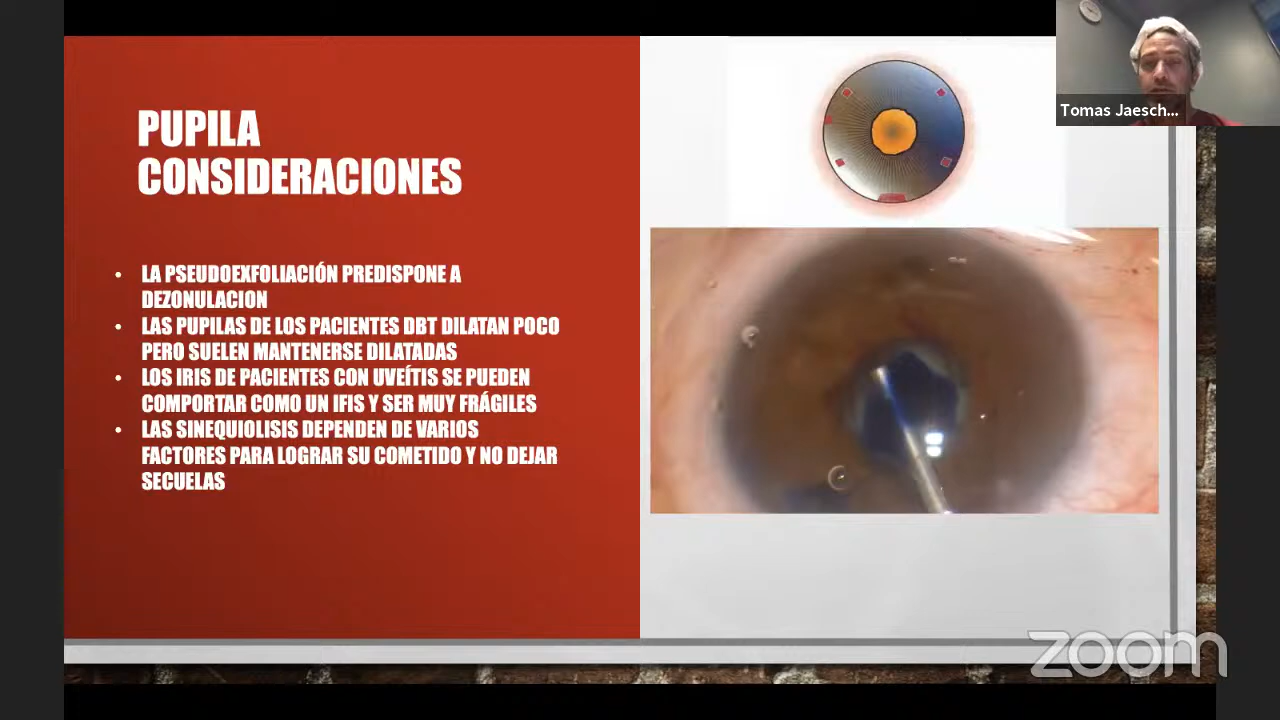 PUPILA
CONSIDERACIONES
• LA PSEUDOEXFOLIACIÓN PREDISPONE A
DEZONULACION
• LAS PUPILAS DE LOS PACIENTES DBT DILATAN POCO
PERO SUELEN MANTENERSE DILATADAS
• LOS IRIS DE PACIENTES CON UVEÍTIS SE PUEDEN
COMPORTAR COMO UN IFIS Y SER MUY FRÁGILES
• LAS SINEQUIOLISIS DEPENDEN DE VARIOS
FACTORES PARA LOGRAR SU COMETIDO Y NO DEJAR
SECUELAS
Tomas Jaesch...
zoom